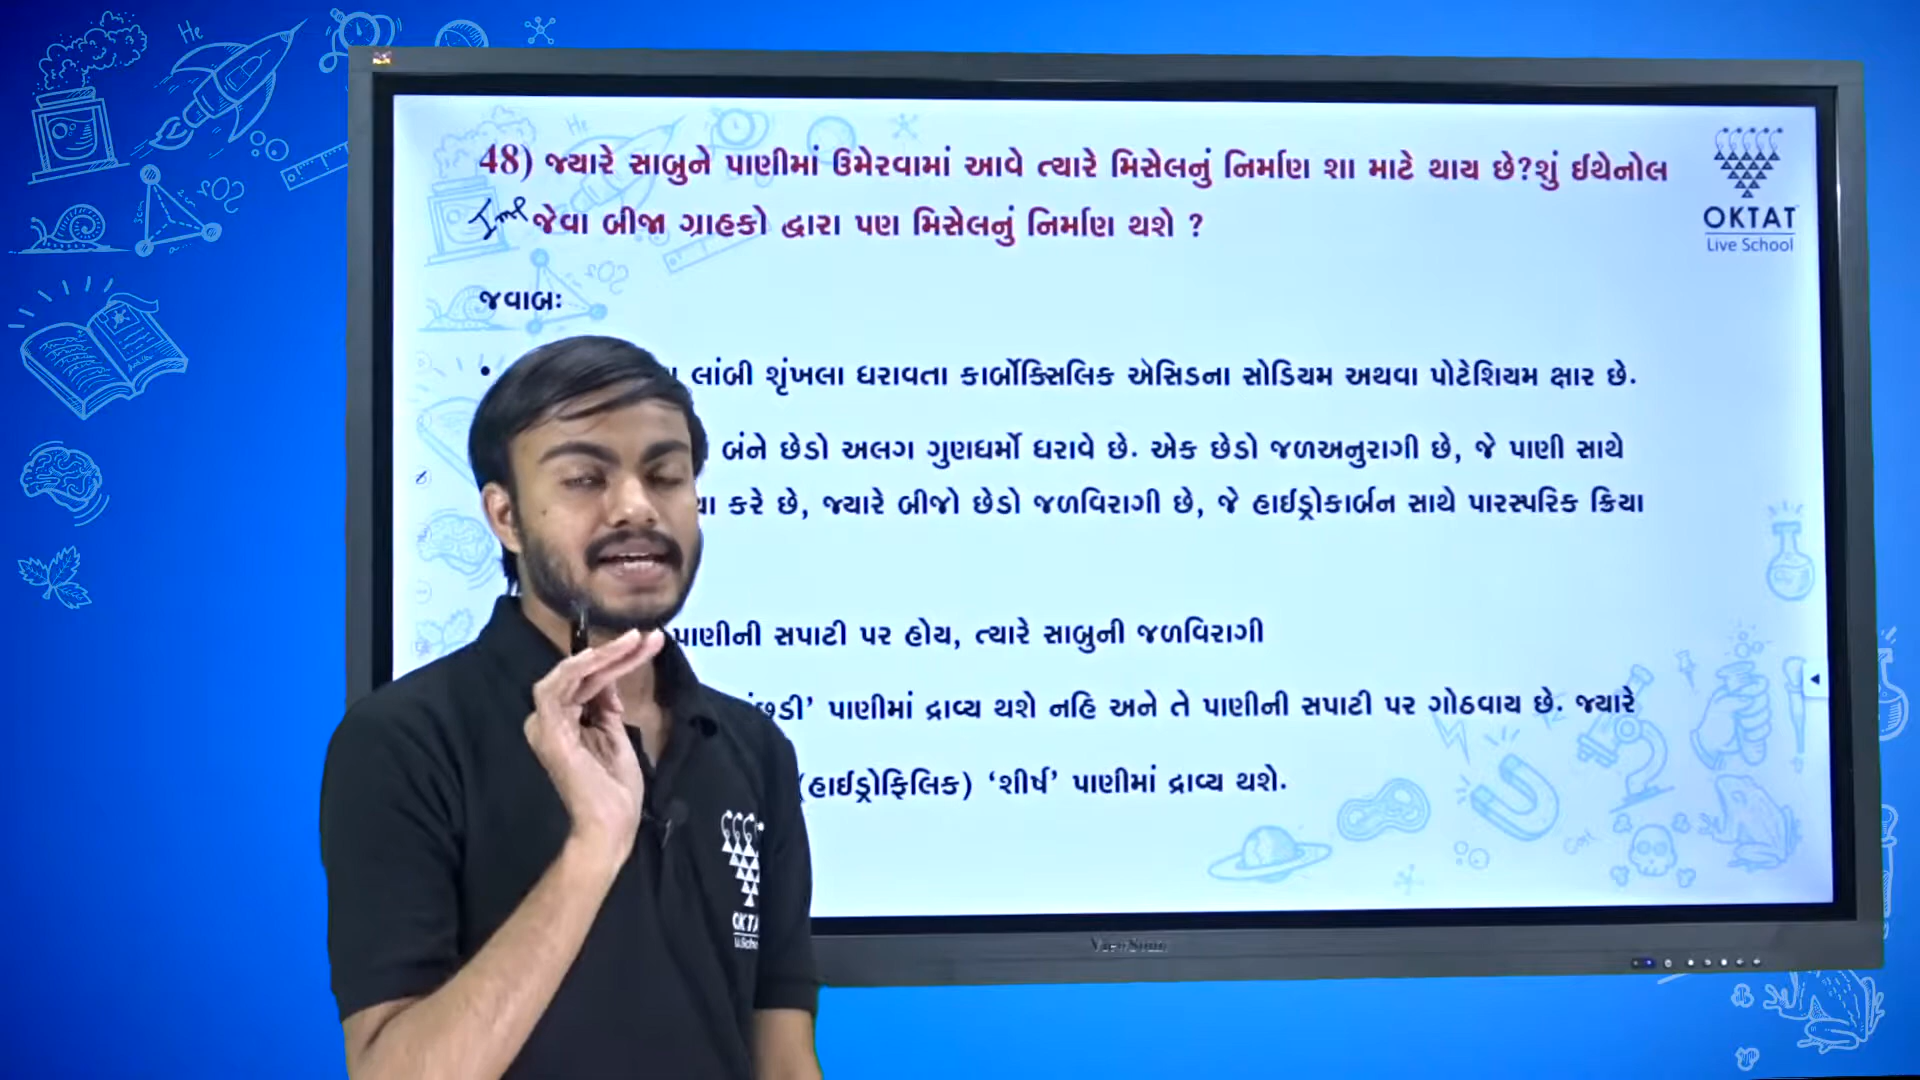 48) જ્યારે સાબુને પાણીમાં ઉમેરવામાં આવે ત્યારે મિસેલનું નિર્માણ શા માટે થાય છે?શું ઈથેનોલ
Imp જેવા બીજા ગ્રાહકો દ્વારા પણ મિસેલનું નિર્માણ થશે ?
OKTAT
Live School
જવાબઃ
• લાંબી શૃંખલા ધરાવતા કાર્બોક્સિલિક એસિડના સોડિયમ અથવા પોટેશિયમ ક્ષાર છે.
બંને છેડો અલગ ગુણધર્મો ધરાવે છે. એક છેડો જળઅનુરાગી છે, જે પાણી સાથે
કરે છે, જ્યારે બીજો છેડો જળવિરાગી છે, જે હાઈડ્રોકાર્બન સાથે પારસ્પરિક ક્રિયા
પાણીની સપાટી પર હોય, ત્યારે સાબુની જળવિરાગી
પાણીમાં દ્રાવ્ય થશે નહિ અને તે પાણીની સપાટી પર ગોઠવાય છે. જ્યારે
(હાઈડ્રોફિલિક) ‘શીર્ષ’ પાણીમાં દ્રાવ્ય થશે.
ViewSonic